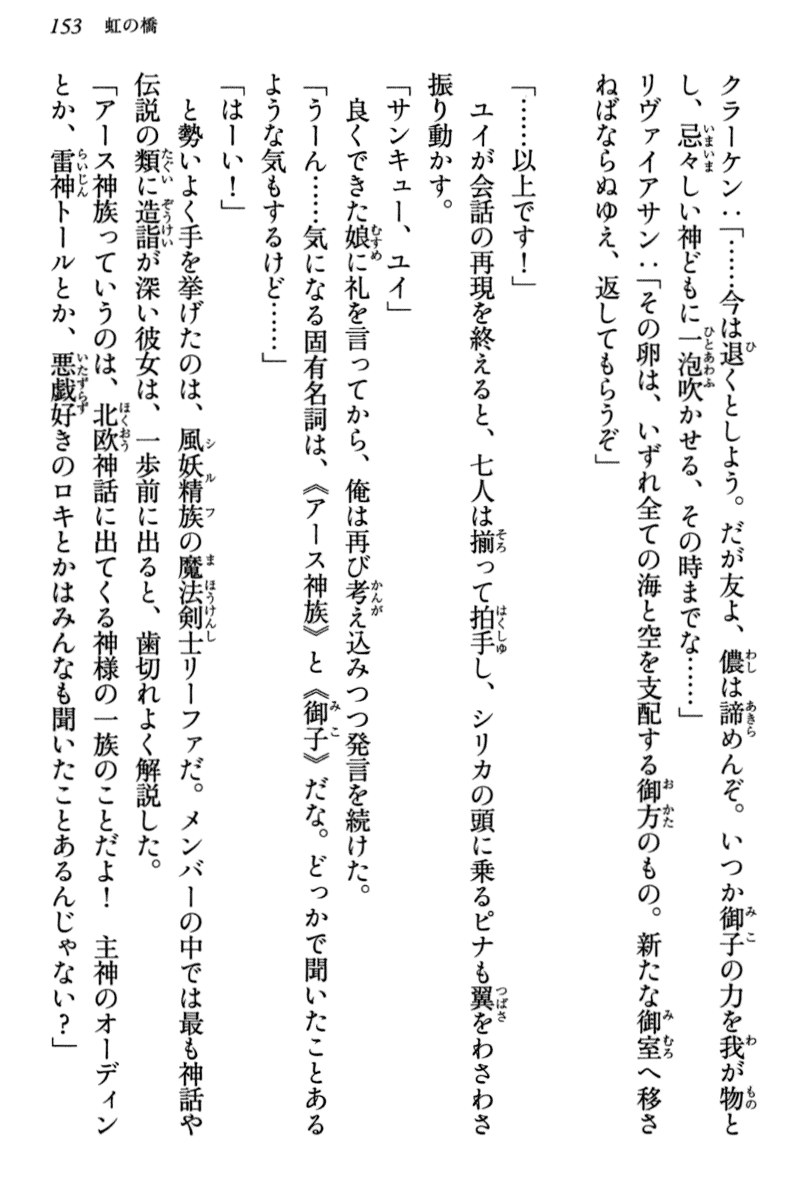 153 虹の橋
クラーケン：「……今は退くとしよう。だが友よ、儂は諦めんぞ。いつか御子の力を我が物と
し、忌々しい神どもに一泡吹かせる、その時までな……」
リヴァイアサン：「その卵は、いずれ全ての海と空を支配する御方のもの。新たな御室へ移さ
ねばならぬゆえ、返してもらうぞ」
「……以上です！」
ユイが会話の再現を終えると、七人は揃って拍手し、シリカの頭に乗るピナも翼をわさわさ
振り動かす。
「サンキュー、ユイ」
良くできた娘に礼を言ってから、俺は再び考え込みつつ発言を続けた。
「うーん……気になる固有名詞は、《アース神族》と《御子》だな。どっかで聞いたことある
ような気もするけど……」
「はーい！」
と勢いよく手を挙げたのは、風妖精族の魔法剣士リーファだ。メンバーの中では最も神話や
伝説の類に造詣が深い彼女は、一歩前に出ると、歯切れよく解説した。
「アース神族っていうのは、北欧神話に出てくる神様の一族のことだよ！　主神のオーディン
とか、雷神トールとか、悪戯好きのロキとかはみんなも聞いたことあるんじゃない？」